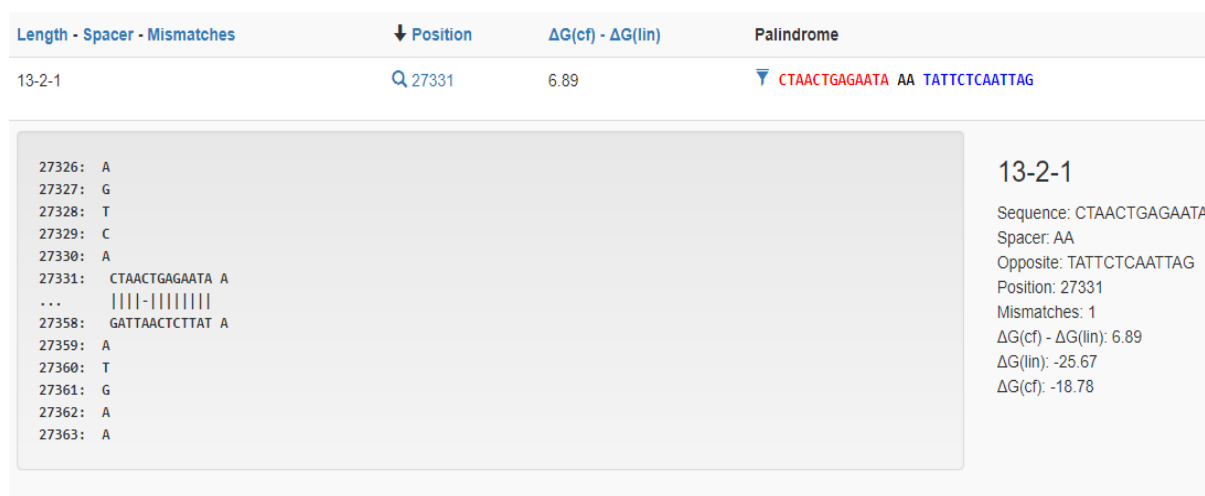 Length - Spacer - Mismatches Position ΔG(cf) - ΔG(lin) Palindrome
13-2-1 27331 6.89 CTAACTGAGAATA AA TATTCTCAATTAG
27326: A
27327: G
27328: T
27329: C
27330: A
27331: CTAACTGAGAATA A
... ||||-||||||||
27358: GATTAACTCTTAT A
27359: A
27360: T
27361: G
27362: A
27363: A
13-2-1
Sequence: CTAACTGAGAATA
Spacer: AA
Opposite: TATTCTCAATTAG
Position: 27331
Mismatches: 1
ΔG(cf) - ΔG(lin): 6.89
ΔG(lin): -25.67
ΔG(cf): -18.78